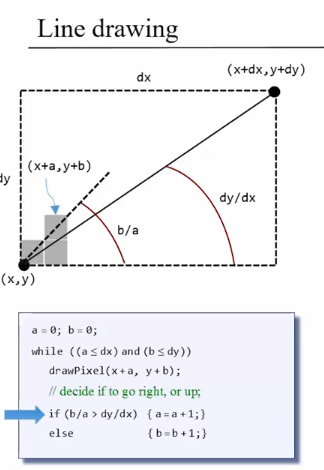 Line drawing
(x+dx,y+dy)
dx
dy
(x+a,y+b)
dy/dx
b/a
(x,y)
a = 0; b = 0;
while ((a ≤ dx) and (b ≤ dy))
drawPixel(x+a, y+b);
// decide if to go right, or up;
if (b/a > dy/dx) { a = a+1;}
else { b = b+1;}